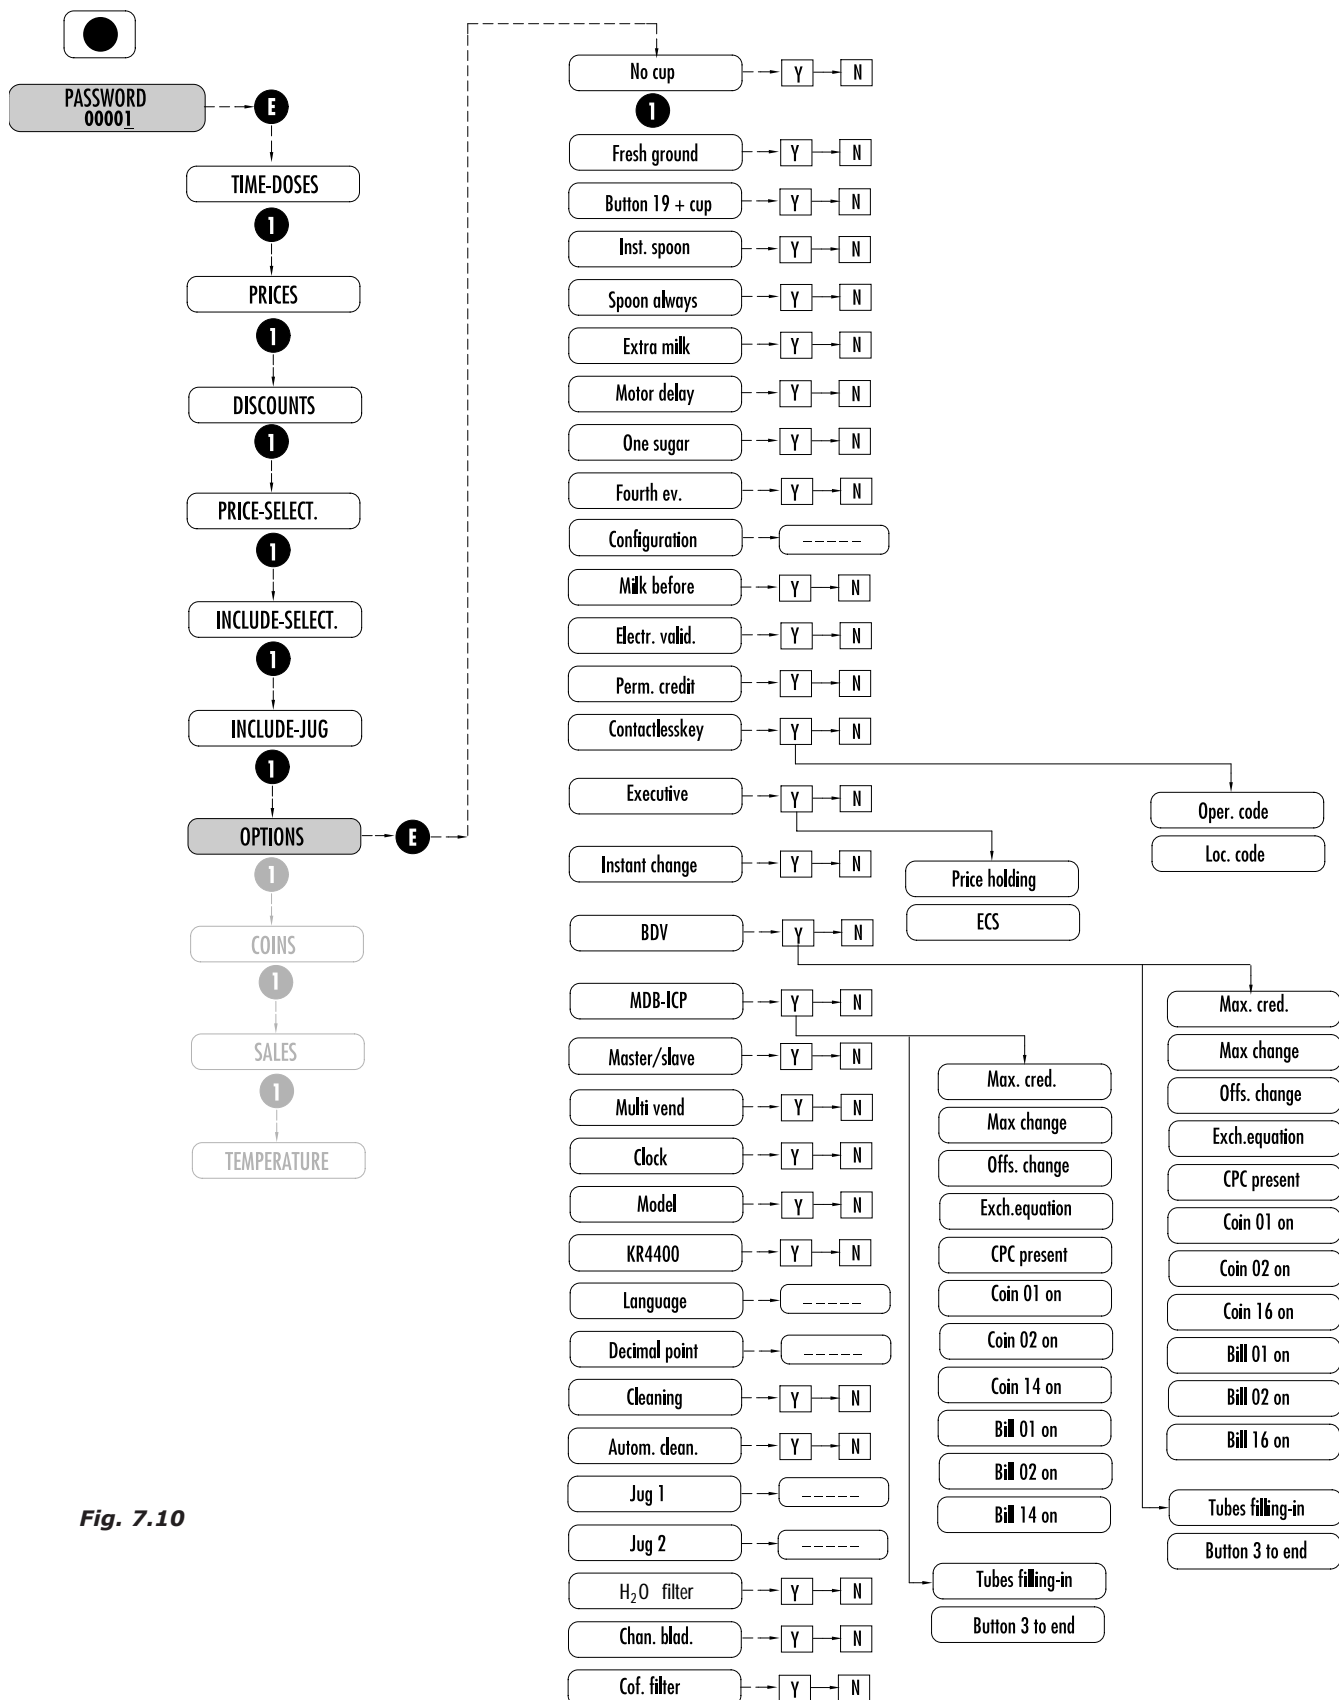 PASSWORD
00001
E
TIME-DOSES
1
PRICES
1
DISCOUNTS
1
PRICE-SELECT.
1
INCLUDE-SELECT.
1
INCLUDE-JUG
1
OPTIONS
E
1
COINS
1
SALES
1
TEMPERATURE
No cup Y N
1
Fresh ground Y N
Button 19 + cup Y N
Inst. spoon Y N
Spoon always Y N
Extra milk Y N
Motor delay Y N
One sugar Y N
Fourth ev. Y N
Configuration _ _ _ _ _
Milk before Y N
Electr. valid. Y N
Perm. credit Y N
Contactlesskey Y N
Oper. code
Loc. code
Executive Y N
Price holding
ECS
Instant change Y N
BDV Y N
Max. cred.
Max change
Offs. change
Exch.equation
CPC present
Coin 01 on
Coin 02 on
Coin 16 on
Bill 01 on
Bill 02 on
Bill 16 on
Tubes filling-in
Button 3 to end
MDB-ICP Y N
Max. cred.
Max change
Offs. change
Exch.equation
CPC present
Coin 01 on
Coin 02 on
Coin 14 on
Bill 01 on
Bill 02 on
Bill 14 on
Tubes filling-in
Button 3 to end
Master/slave Y N
Multi vend Y N
Clock Y N
Model Y N
KR4400 Y N
Language _ _ _ _ _
Decimal point _ _ _ _ _
Cleaning Y N
Autom. clean. Y N
Jug 1 _ _ _ _ _
Jug 2 _ _ _ _ _
H₂O filter Y N
Chan. blad. Y N
Cof. filter Y N
Fig. 7.10